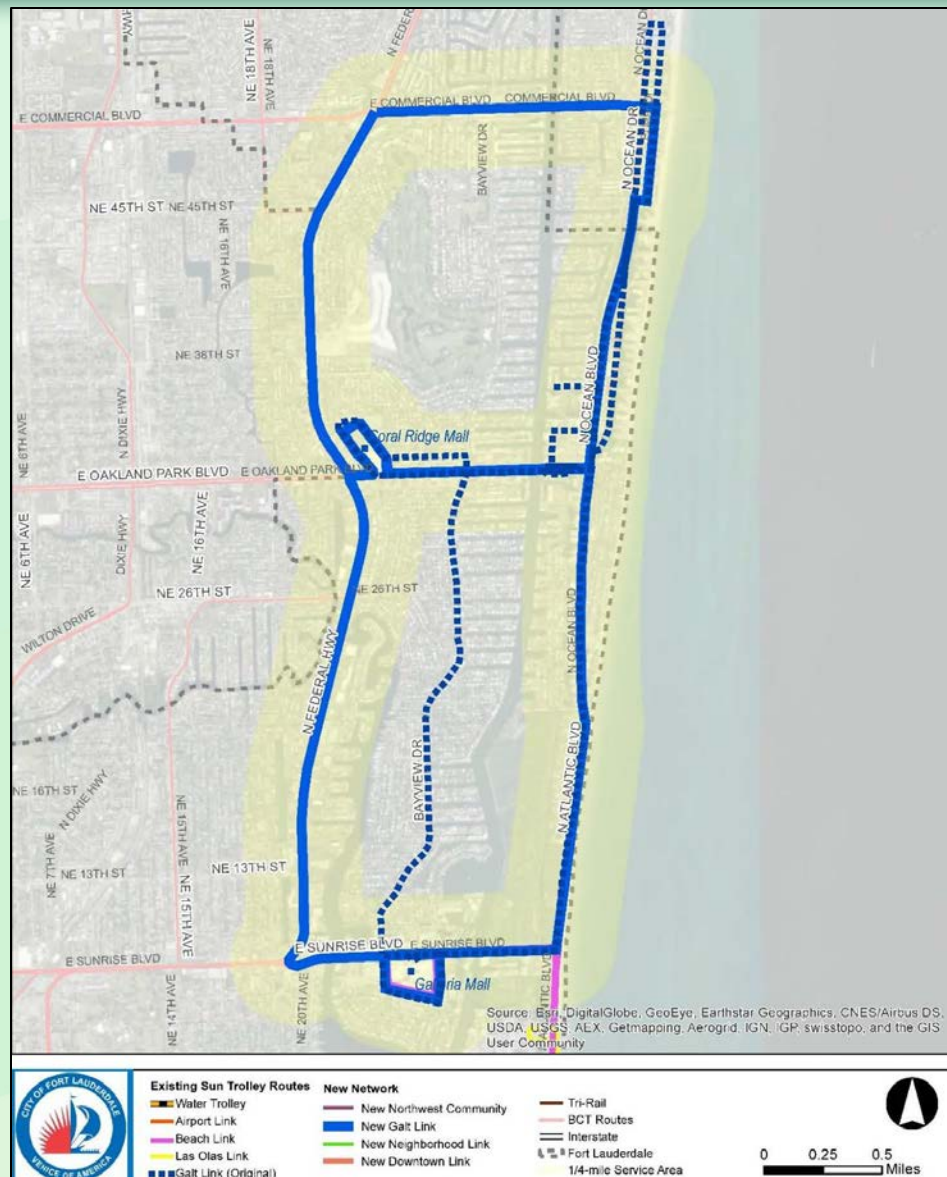 HWY
NE 18TH AVE
NE 18TH AVE
N FEDER
N OCEAN D
E COMMERCIAL BLVD
COMMERCIAL BLVD
E COMMERCIAL BLVD
BAYVIEW DR
N OCEAN DR
NE 45TH ST
NE 45TH ST
NE 16TH AVE
NE 38TH ST
N OCEAN BLVD
NE 6TH AVE
N DIXIE HWY
Coral Ridge Mall
E OAKLAND PARK BLVD
E OAKLAND PARK BLVD
NE 6TH AVE
DIXIE HWY
NE 16TH AVE
NE 26TH ST
NE 26TH ST
WILTON DRIVE
N OCEAN BLVD
N FEDERAL HWY
BAYVIEW DR
N ATLANTIC BLVD
NE 16TH ST
N DIXIE HWY
NE 15TH AVE
NE 7TH AVE
NE 13TH ST
NE 13TH ST
NE 15TH AVE
E SUNRISE BLVD
E SUNRISE BLVD
E SUNRISE BLVD
NE 14TH AVE
NE 20TH AVE
Galleria Mall
ANTIC BLVD
Source: Esri, DigitalGlobe, GeoEye, Earthstar Geographics, CNES/Airbus DS,
USDA, USGS, AEX, Getmapping, Aerogrid, IGN, IGP, swisstopo, and the GIS
User Community
CITY OF FORT LAUDERDALE
VENICE OF AMERICA
Existing Sun Trolley Routes
Water Trolley
Airport Link
Beach Link
Las Olas Link
Galt Link (Original)
New Network
New Northwest Community
New Galt Link
New Neighborhood Link
New Downtown Link
Tri-Rail
BCT Routes
Interstate
Fort Lauderdale
1/4-mile Service Area
0 0.25 0.5
Miles